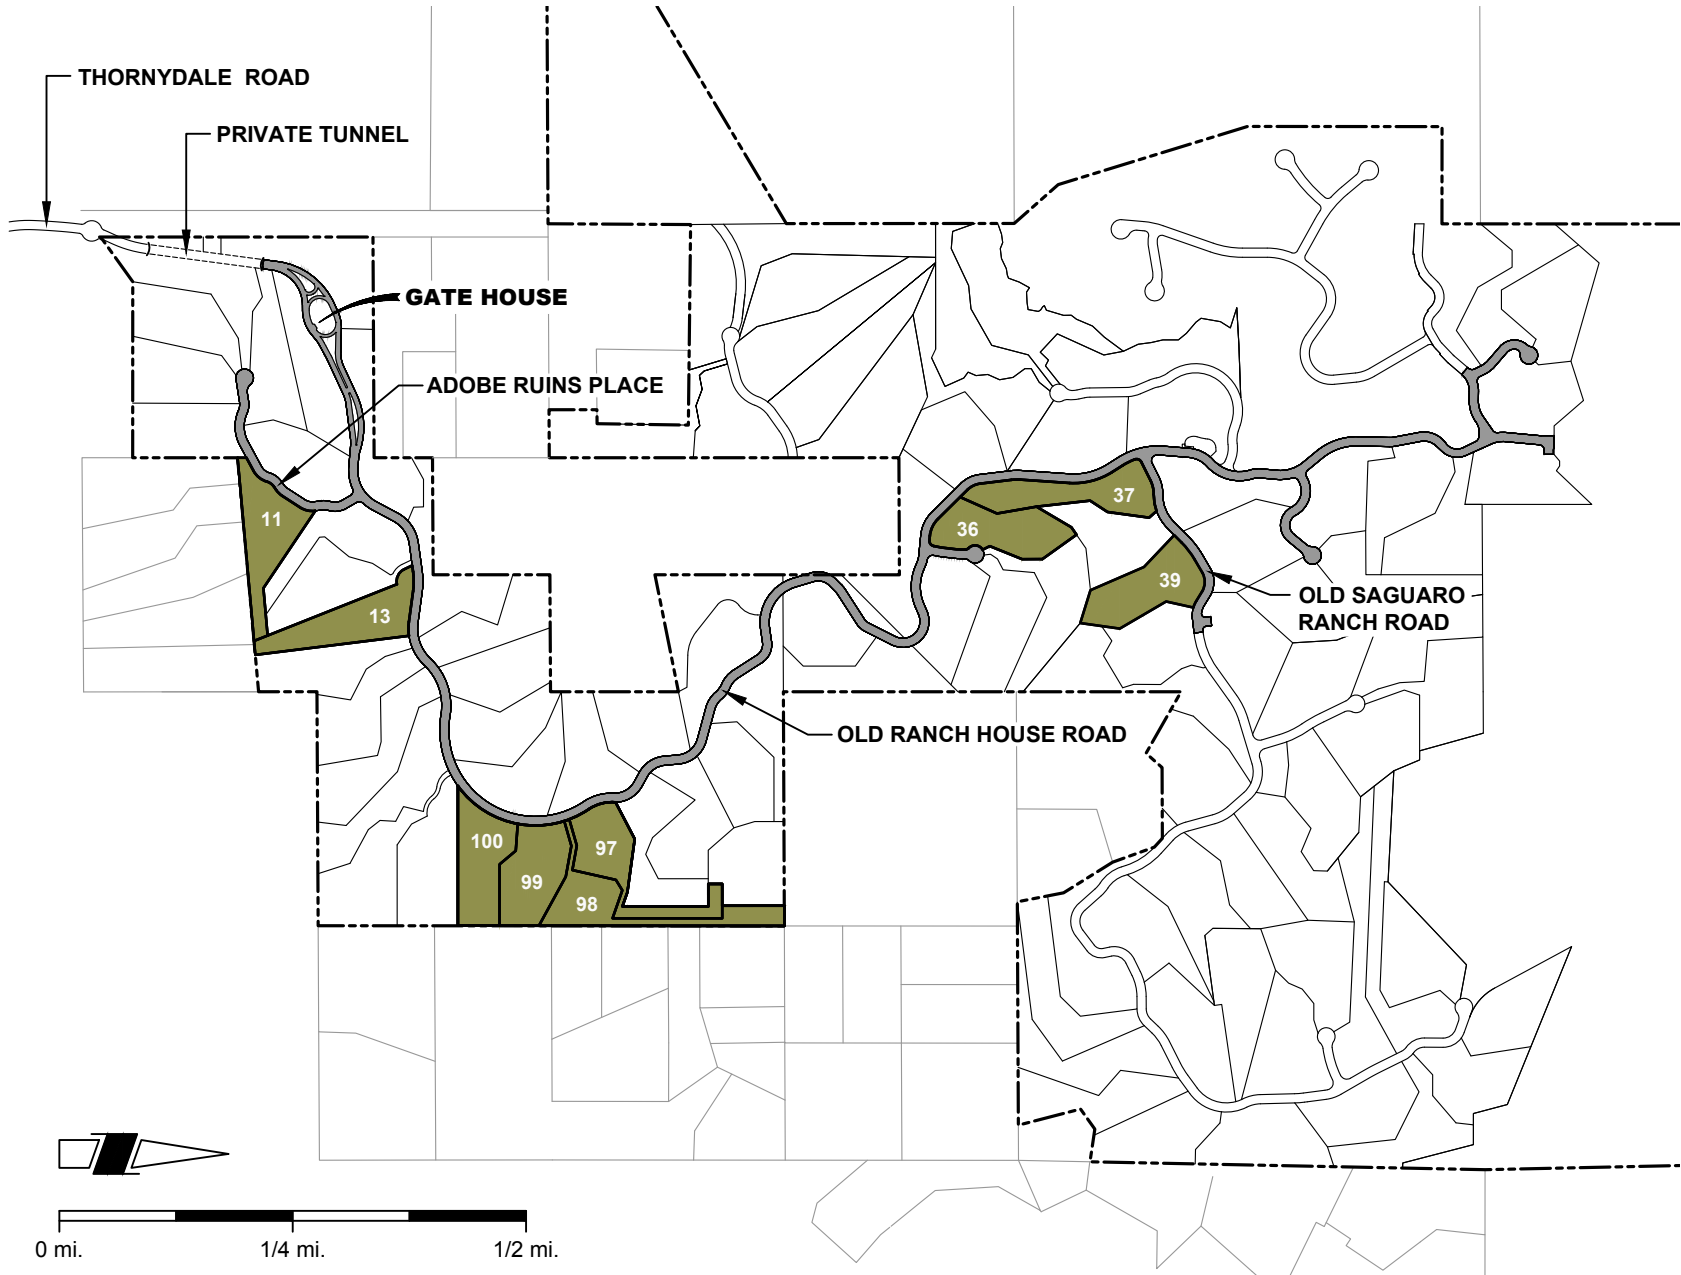 THORNYDALE ROAD
PRIVATE TUNNEL
GATE HOUSE
ADOBE RUINS PLACE
11
13
37
36
39
OLD SAGUARO
RANCH ROAD
OLD RANCH HOUSE ROAD
100
97
99
98
0 mi.
1/4 mi.
1/2 mi.